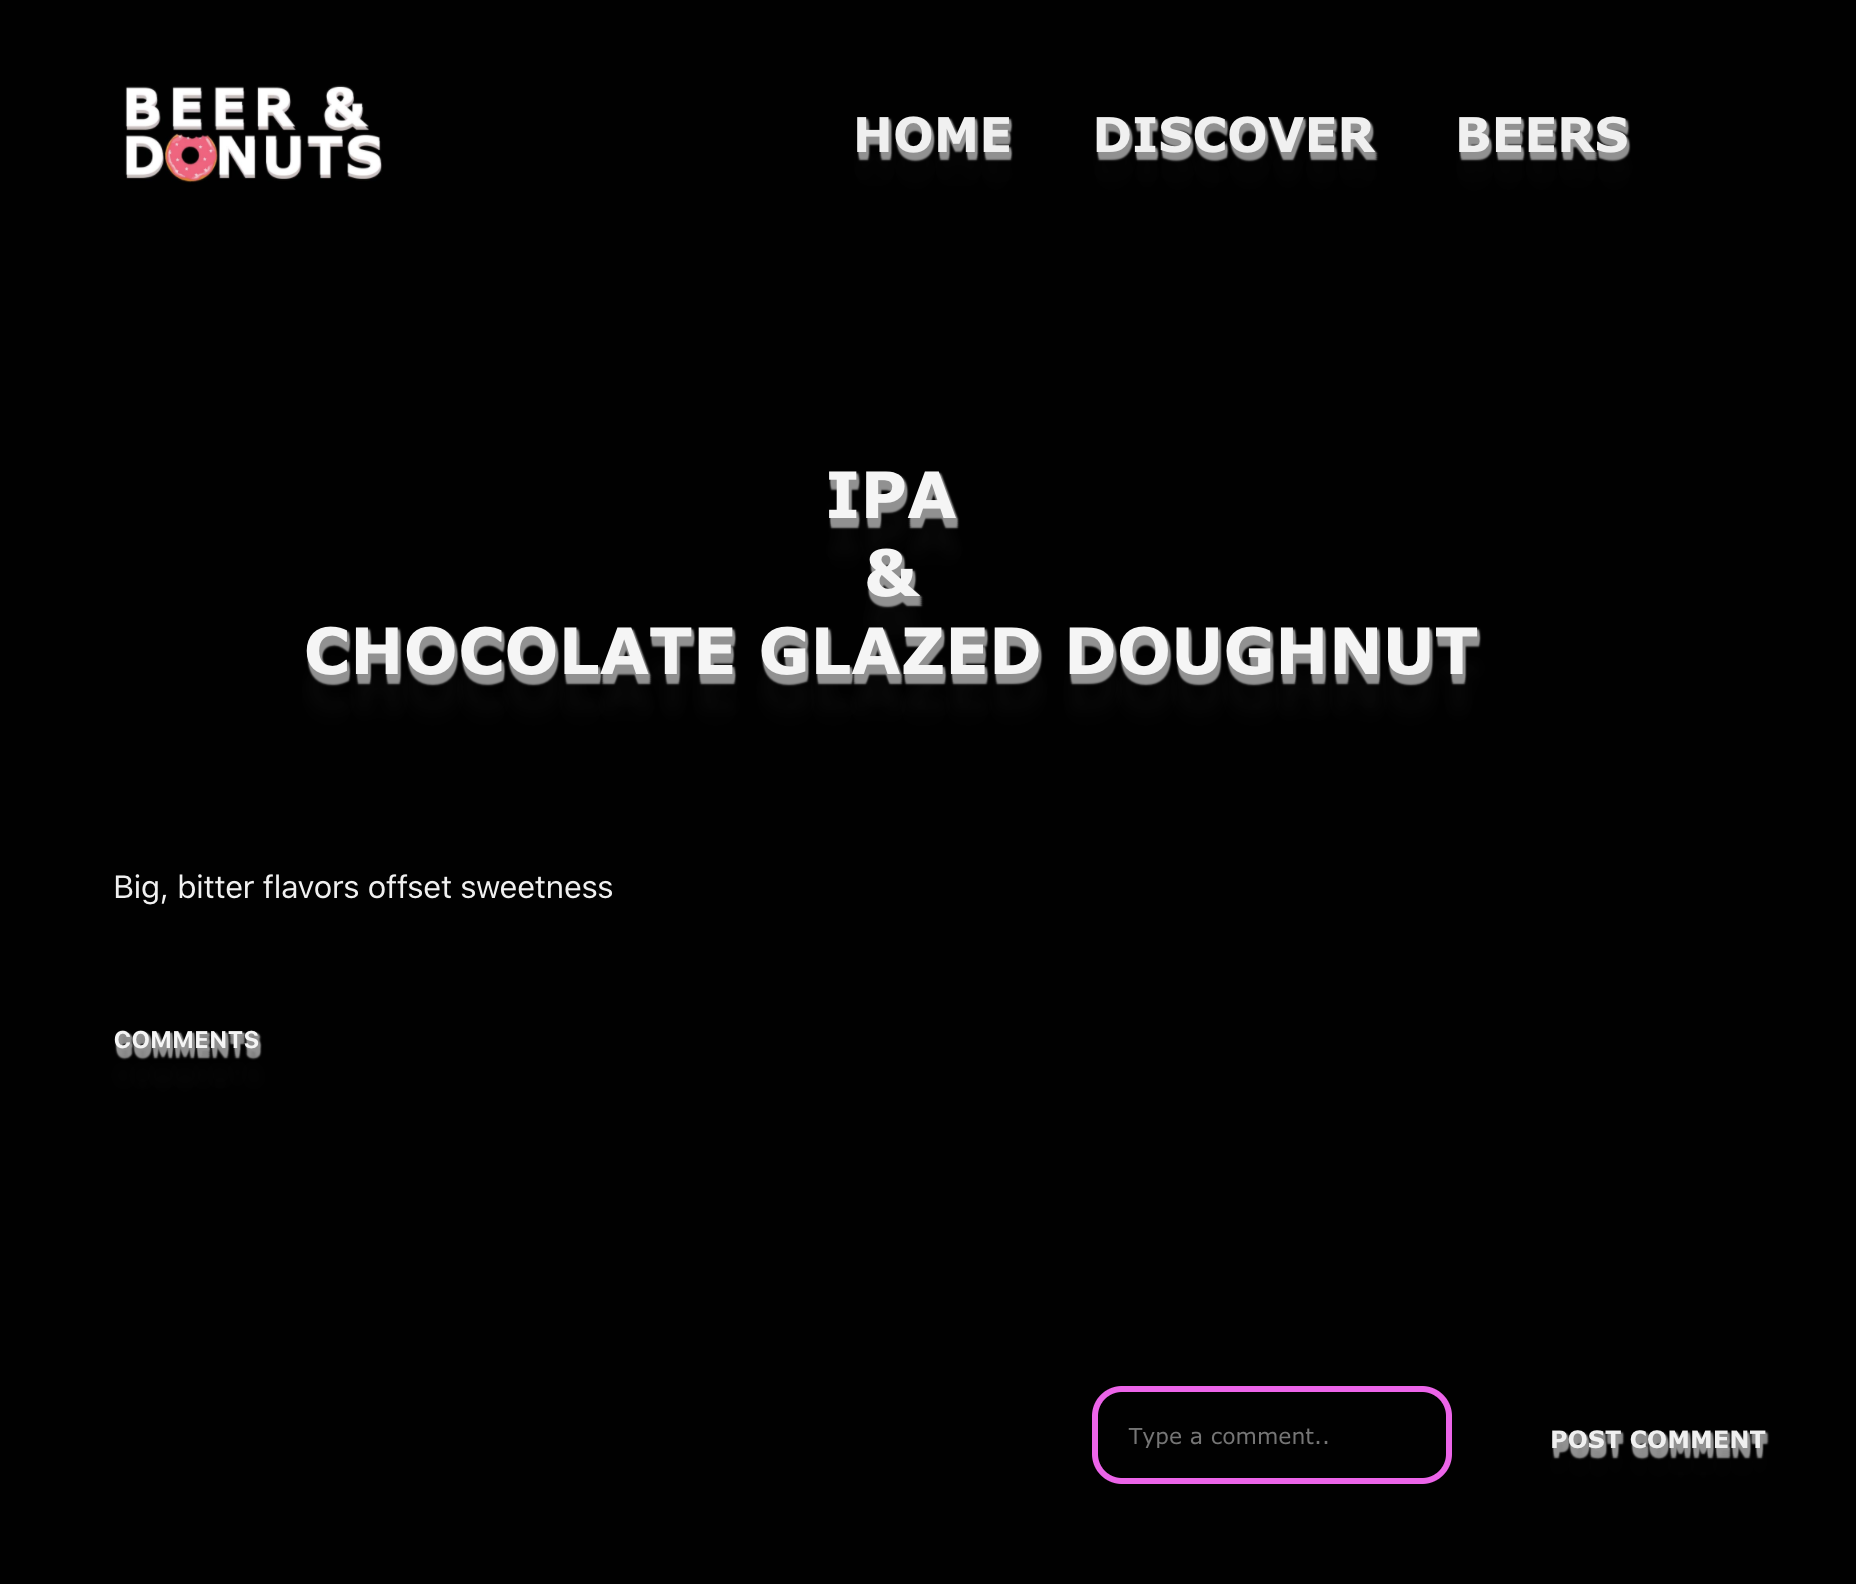 BEER &
DONUTS
HOME DISCOVER BEERS
IPA
&
CHOCOLATE GLAZED DOUGHNUT
Big, bitter flavors offset sweetness
COMMENTS
Type a comment..
POST COMMENT